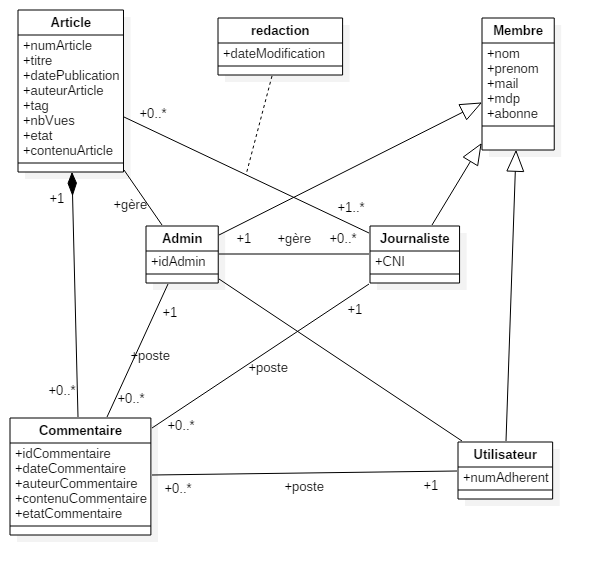 Article
+numArticle
+titre
+datePublication
+auteurArticle
+tag
+nbVues
+etat
+contenuArticle
redaction
+dateModification
Membre
+nom
+prenom
+mail
+mdp
+abonne
+0..*
+1
+gère
+1..*
Admin
+idAdmin
+1
+gère
+0..*
Journaliste
+CNI
+1
+1
+poste
+poste
+0..*
+0..*
+0..*
Commentaire
+idCommentaire
+dateCommentaire
+auteurCommentaire
+contenuCommentaire
+etatCommentaire
Utilisateur
+numAdherent
+0..*
+poste
+1